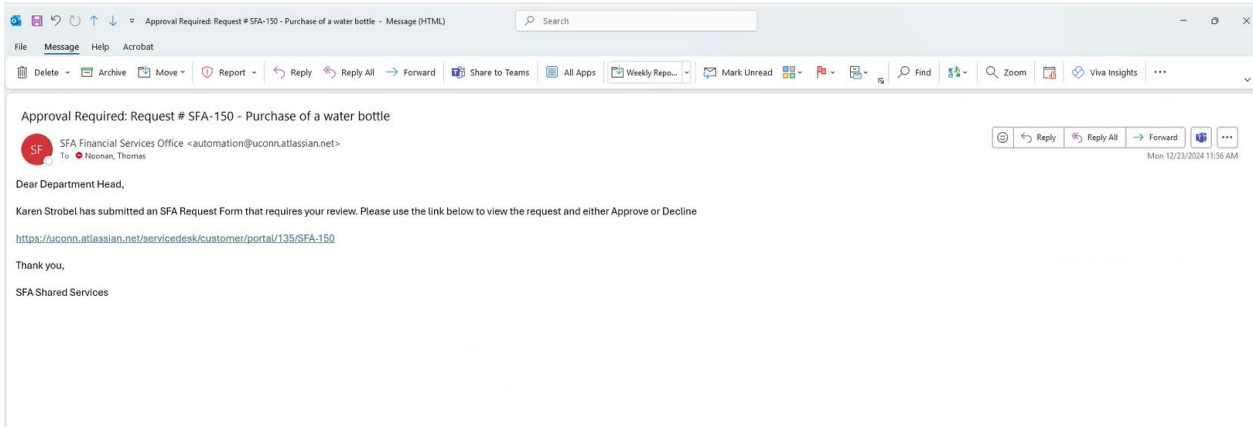 Approval Required: Request # SFA-150 - Purchase of a water bottle - Message (HTML)
Search
File Message Help Acrobat
Delete Archive Move Report Reply Reply All Forward Share to Teams All Apps Weekly Repo... Mark Unread Find Zoom Viva Insights ...
Approval Required: Request # SFA-150 - Purchase of a water bottle
SF
SFA Financial Services Office <automation@uconn.atlassian.net>
To Noonan, Thomas
Reply Reply All Forward ...
Mon 12/23/2024 11:56 AM
Dear Department Head,
Karen Strobel has submitted an SFA Request Form that requires your review. Please use the link below to view the request and either Approve or Decline
https://uconn.atlassian.net/servicedesk/customer/portal/135/SFA-150
Thank you,
SFA Shared Services